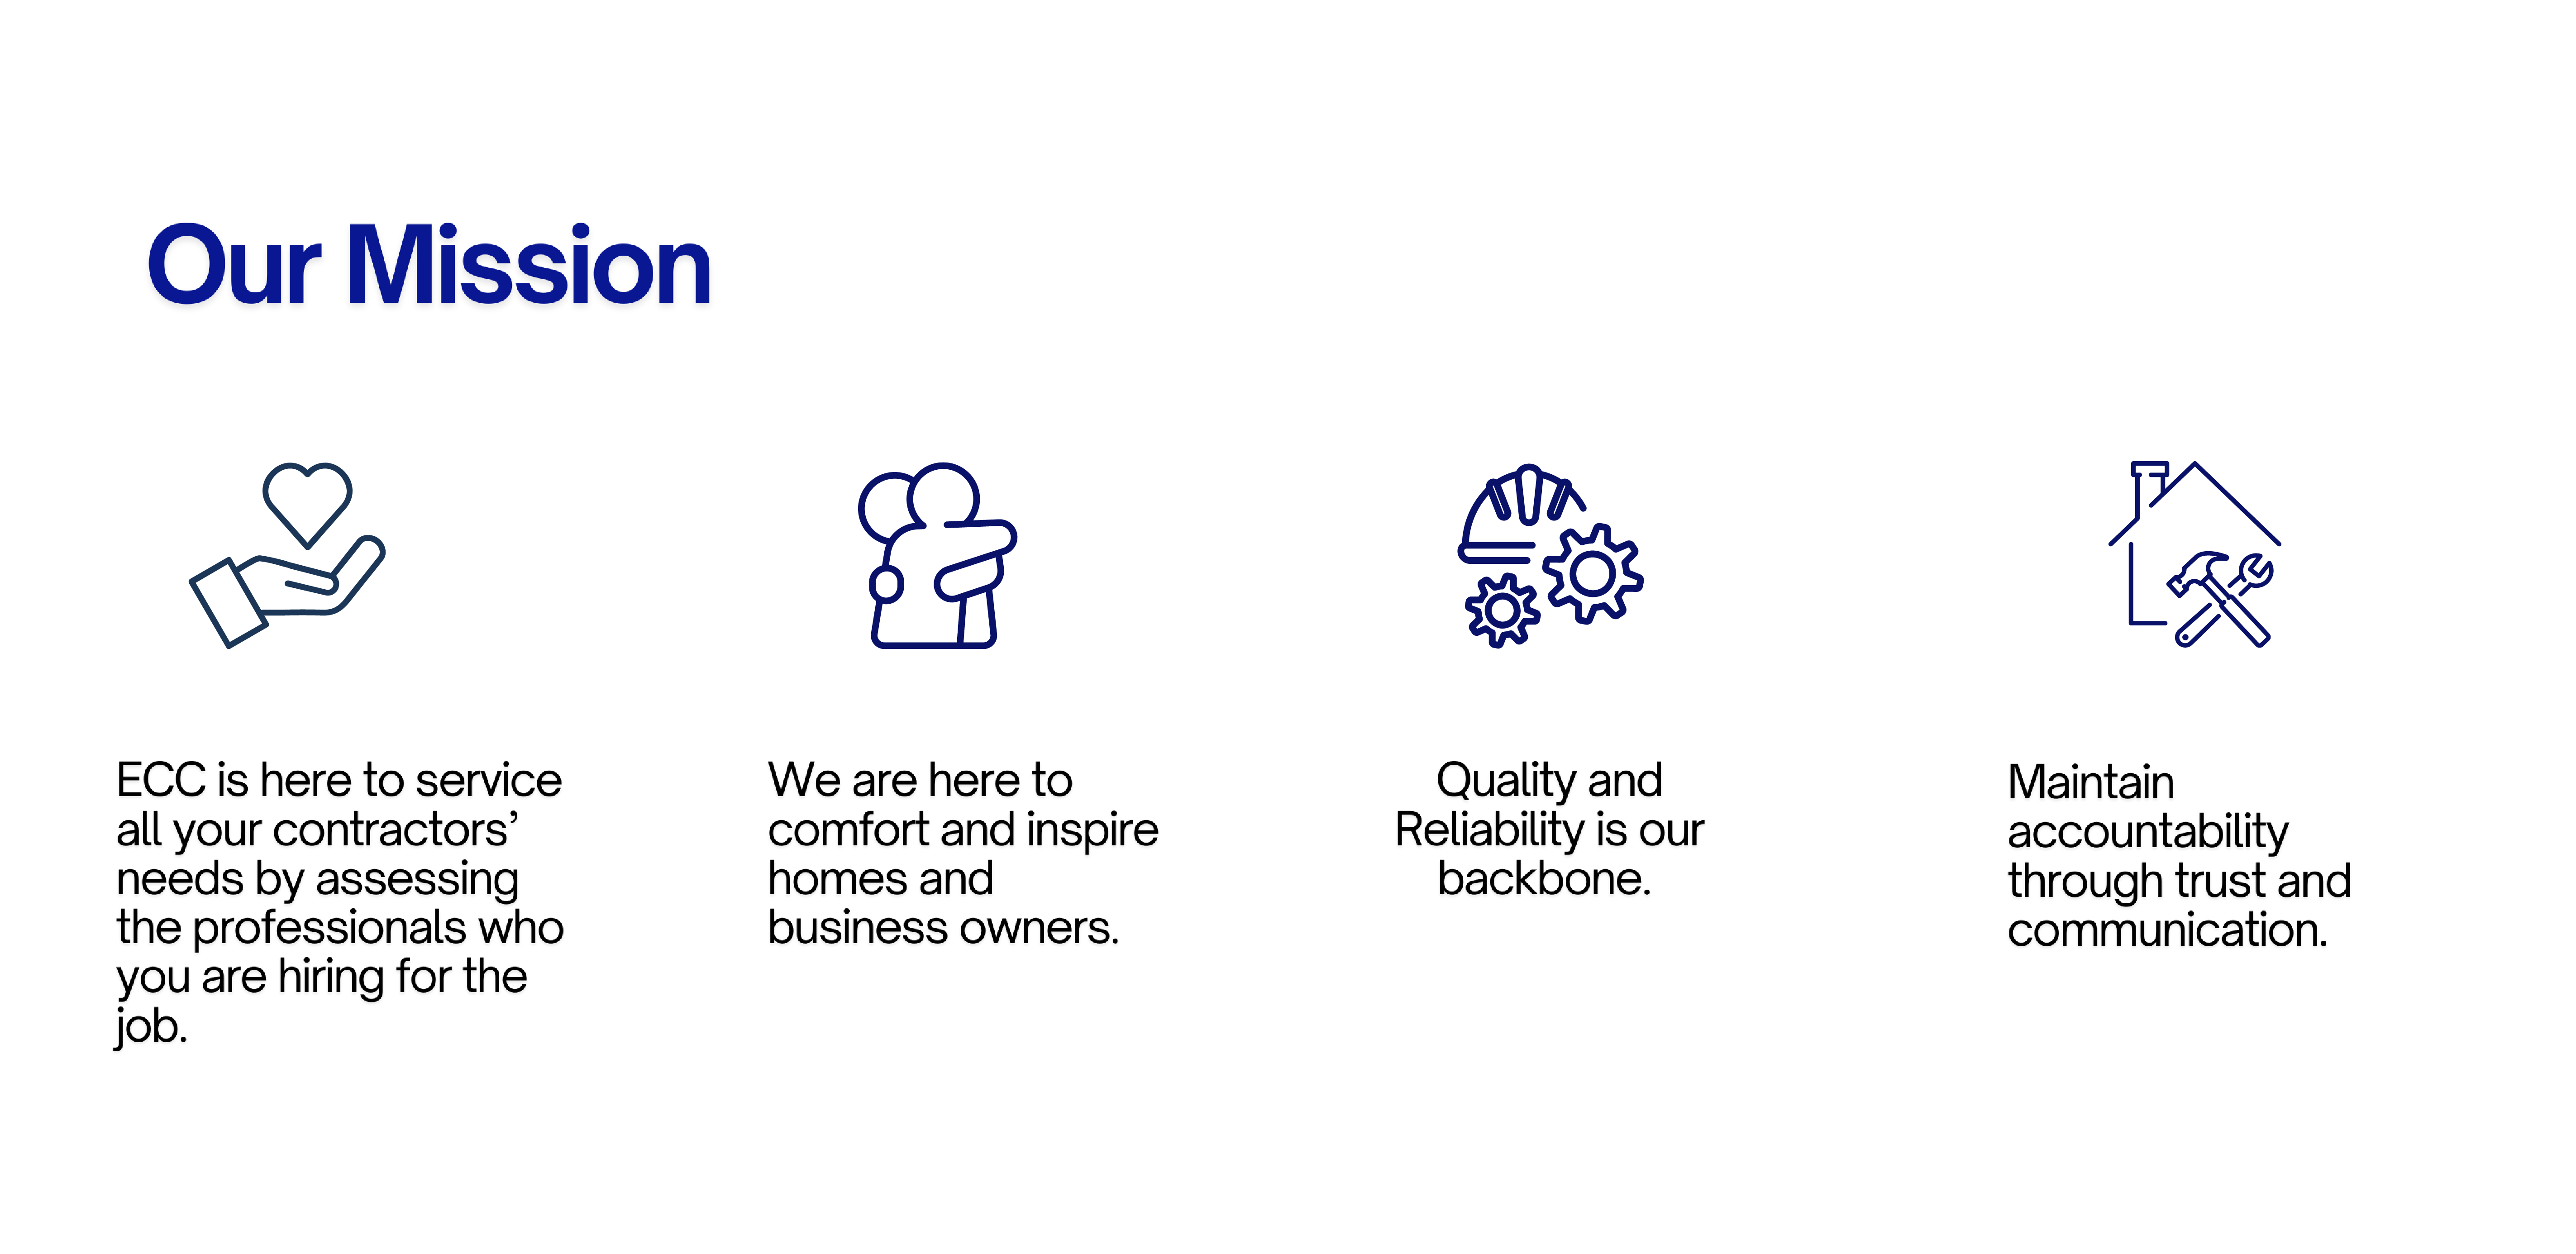 Our Mission
ECC is here to service
all your contractors’
needs by assessing
the professionals who
you are hiring for the
job.
We are here to
comfort and inspire
homes and
business owners.
Quality and
Reliability is our
backbone.
Maintain
accountability
through trust and
communication.